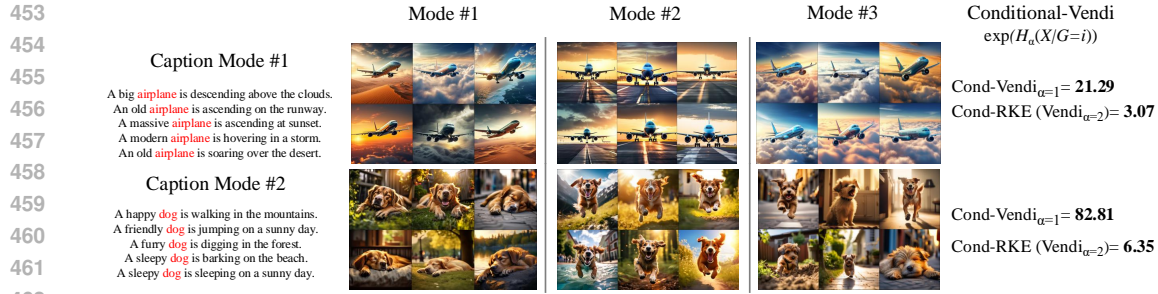 453
454
455
456
457
458
459
460
461
Mode #1
Mode #2
Mode #3
Conditional-Vendi
exp(H_α(X/G=i))
Caption Mode #1
A big airplane is descending above the clouds.
An old airplane is ascending on the runway.
A massive airplane is ascending at sunset.
A modern airplane is hovering in a storm.
An old airplane is soaring over the desert.
Cond-Vendi_α=1= 21.29
Cond-RKE (Vendi_α=2)= 3.07
Caption Mode #2
A happy dog is walking in the mountains.
A friendly dog is jumping on a sunny day.
A furry dog is digging in the forest.
A sleepy dog is barking on the beach.
A sleepy dog is sleeping on a sunny day.
Cond-Vendi_α=1= 82.81
Cond-RKE (Vendi_α=2)= 6.35